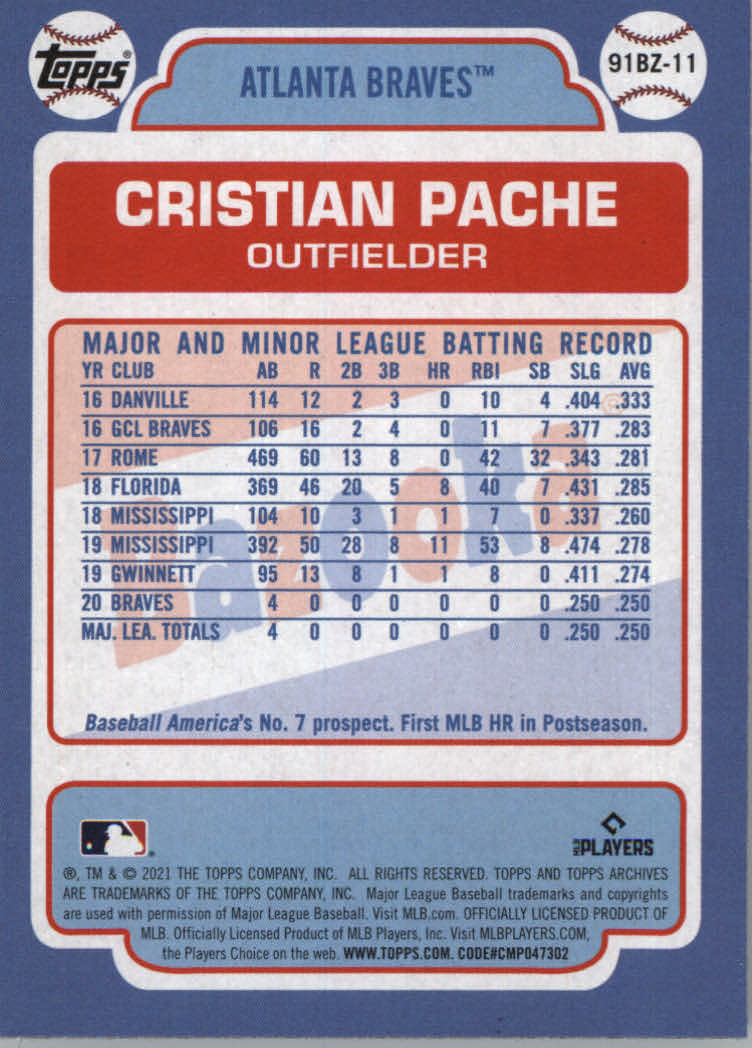 Topps®
91BZ-11
ATLANTA BRAVES™
CRISTIAN PACHE
OUTFIELDER
MAJOR AND MINOR LEAGUE BATTING RECORD
YR CLUB AB R 2B 3B HR RBI SB SLG AVG
16 DANVILLE 114 12 2 3 0 10 4 .404 .333
16 GCL BRAVES 106 16 2 4 0 11 7 .377 .283
17 ROME 469 60 13 8 0 42 32 .343 .281
18 FLORIDA 369 46 20 5 8 40 7 .431 .285
18 MISSISSIPPI 104 10 3 1 1 7 0 .337 .260
19 MISSISSIPPI 392 50 28 8 11 53 8 .474 .278
19 GWINNETT 95 13 8 1 1 8 0 .411 .274
20 BRAVES 4 0 0 0 0 0 0 .250 .250
MAJ. LEA. TOTALS 4 0 0 0 0 0 0 .250 .250
Bazooka®
Baseball America's No. 7 prospect. First MLB HR in Postseason.
MLB PLAYERS
®, TM & © 2021 THE TOPPS COMPANY, INC. ALL RIGHTS RESERVED. TOPPS AND TOPPS ARCHIVES
ARE TRADEMARKS OF THE TOPPS COMPANY, INC. Major League Baseball trademarks and copyrights
are used with permission of Major League Baseball. Visit MLB.com. OFFICIALLY LICENSED PRODUCT OF
MLB. Officially Licensed Product of MLB Players, Inc. Visit MLBPLAYERS.COM,
the Players Choice on the web. WWW.TOPPS.COM. CODE#CMP047302